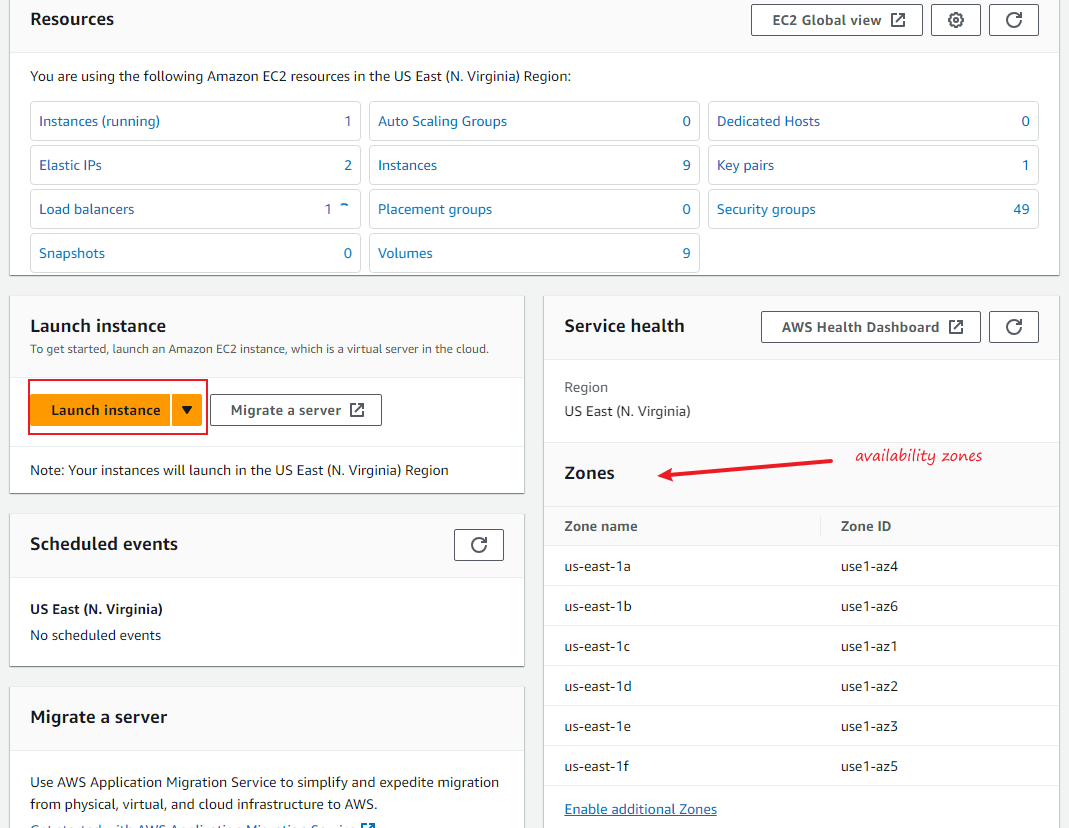 Resources
EC2 Global view
You are using the following Amazon EC2 resources in the US East (N. Virginia) Region:
Instances (running) 1
Auto Scaling Groups 0
Dedicated Hosts 0
Elastic IPs 2
Instances 9
Key pairs 1
Load balancers 1
Placement groups 0
Security groups 49
Snapshots 0
Volumes 9
Launch instance
To get started, launch an Amazon EC2 instance, which is a virtual server in the cloud.
Launch instance
Migrate a server
Note: Your instances will launch in the US East (N. Virginia) Region
Scheduled events
US East (N. Virginia)
No scheduled events
Migrate a server
Use AWS Application Migration Service to simplify and expedite migration
from physical, virtual, and cloud infrastructure to AWS.
Get started with AWS Application Migration Service
Service health
AWS Health Dashboard
Region
US East (N. Virginia)
Zones
availability zones
Zone name Zone ID
us-east-1a use1-az4
us-east-1b use1-az6
us-east-1c use1-az1
us-east-1d use1-az2
us-east-1e use1-az3
us-east-1f use1-az5
Enable additional Zones